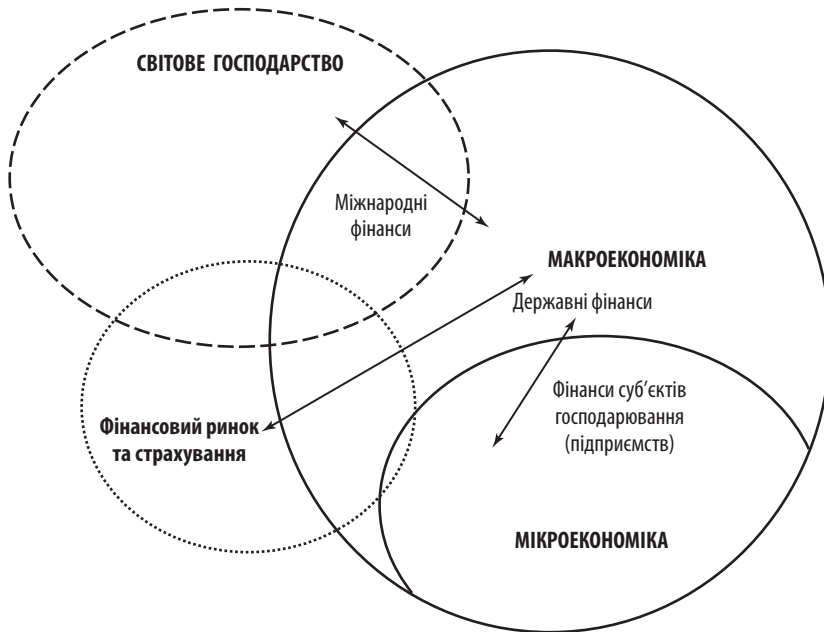 СВІТОВЕ ГОСПОДАРСТВО
Міжнародні
фінанси
МАКРОЕКОНОМІКА
Державні фінанси
Фінанси суб’єктів
господарювання
(підприємств)
Фінансовий ринок
та страхування
МІКРОЕКОНОМІКА